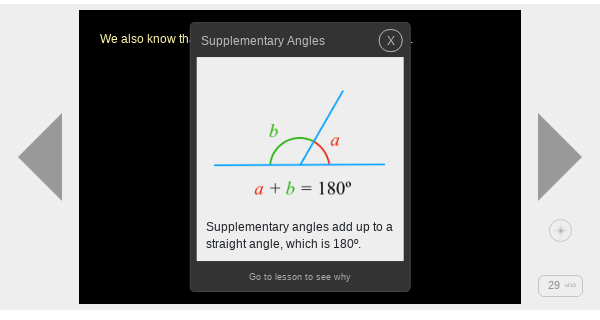 We also know tha
.
Supplementary Angles
X
b
a
a + b = 180º
Supplementary angles add up to a
straight angle, which is 180º.
Go to lesson to see why
29